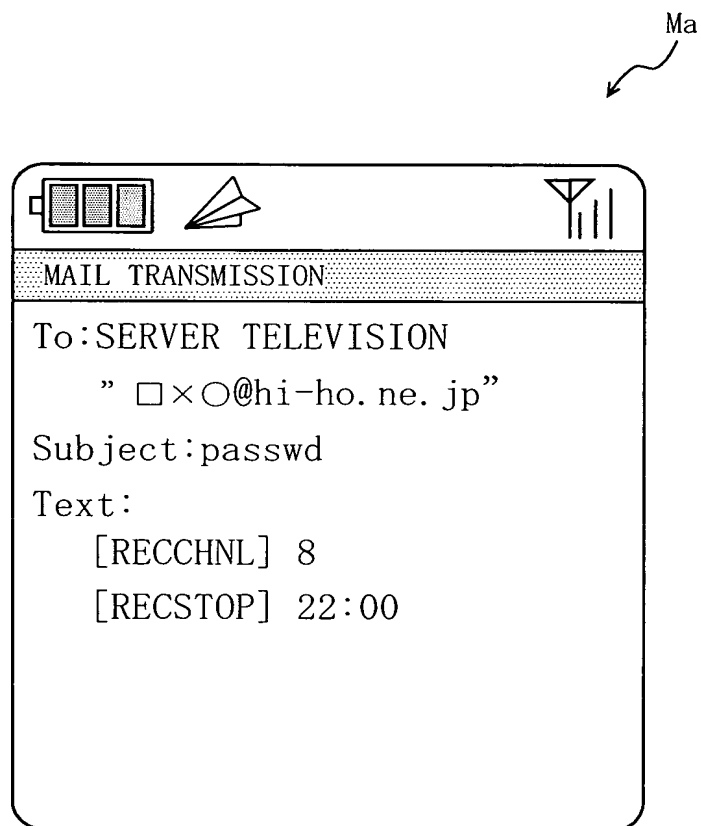 Ma
MAIL TRANSMISSION
To:SERVER TELEVISION
" □×○@hi-ho.ne.jp"
Subject:passwd
Text:
[RECCHNL] 8
[RECSTOP] 22:00